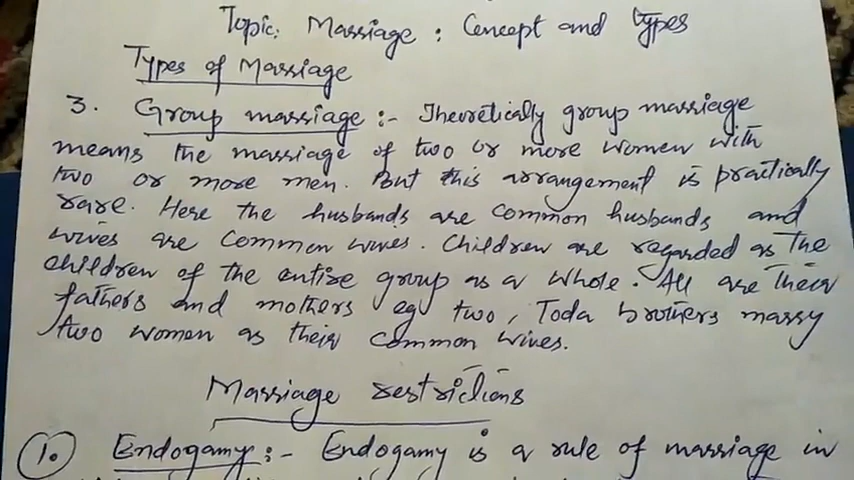 Topic: Marriage : Concept and types
Types of Marriage
3. Group marriage :- Theoretically group marriage
means the marriage of two or more women with
two or more men. But this arrangement is practically
rare. Here the husbands are common husbands and
wives are common wives. Children are regarded as the
children of the entire group as a whole. All are their
fathers and mothers eg two, Toda brothers marry
two women as their common wives.
Marriage restrictions
1. Endogamy :- Endogamy is a rule of marriage in